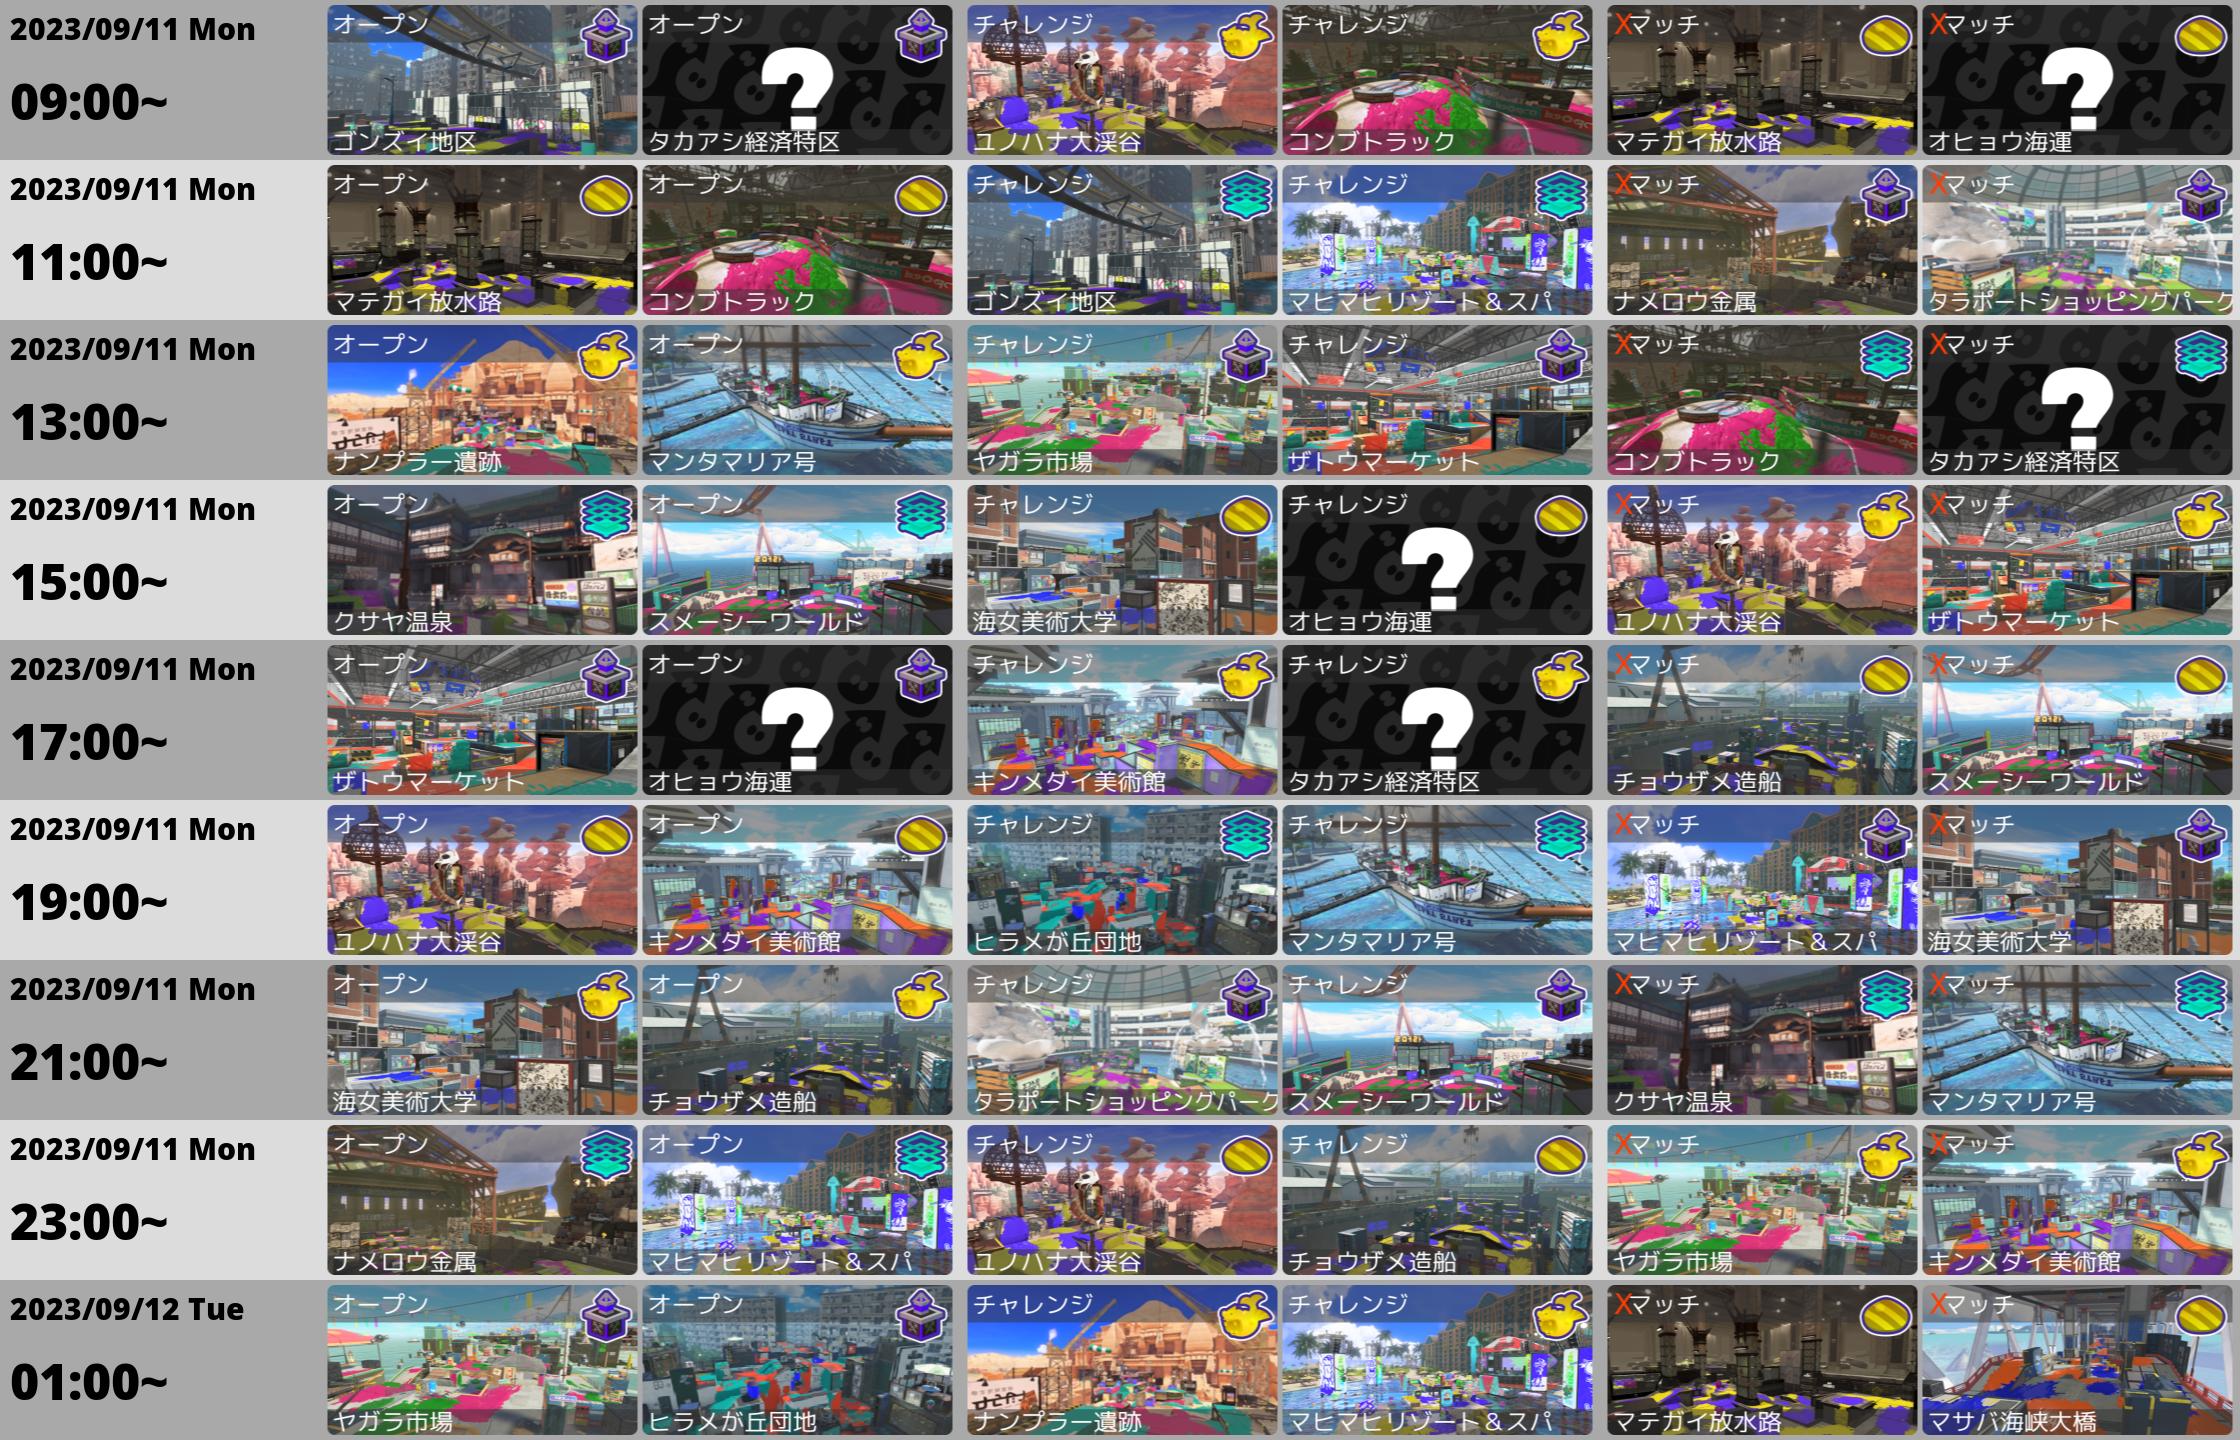 2023/09/11 Mon
09:00~
オープン
ゴンズイ地区
オープン
タカアシ経済特区
チャレンジ
ユノハナ大渓谷
チャレンジ
コンブトラック
Xマッチ
マテガイ放水路
Xマッチ
オヒョウ海運
2023/09/11 Mon
11:00~
オープン
マテガイ放水路
オープン
コンブトラック
チャレンジ
ゴンズイ地区
チャレンジ
マヒマヒリゾート＆スパ
Xマッチ
ナメロウ金属
Xマッチ
タラポートショッピングパーク
2023/09/11 Mon
13:00~
オープン
ナンプラー遺跡
オープン
マンタマリア号
チャレンジ
ヤガラ市場
チャレンジ
ザトウマーケット
Xマッチ
コンブトラック
Xマッチ
タカアシ経済特区
2023/09/11 Mon
15:00~
オープン
クサヤ温泉
オープン
スメーシーワールド
チャレンジ
海女美術大学
チャレンジ
オヒョウ海運
Xマッチ
ユノハナ大渓谷
Xマッチ
ザトウマーケット
2023/09/11 Mon
17:00~
オープン
ザトウマーケット
オープン
オヒョウ海運
チャレンジ
キンメダイ美術館
チャレンジ
タカアシ経済特区
Xマッチ
チョウザメ造船
Xマッチ
スメーシーワールド
2023/09/11 Mon
19:00~
オープン
ユノハナ大渓谷
オープン
キンメダイ美術館
チャレンジ
ヒラメが丘団地
チャレンジ
マンタマリア号
Xマッチ
マヒマヒリゾート＆スパ
Xマッチ
海女美術大学
2023/09/11 Mon
21:00~
オープン
海女美術大学
オープン
チョウザメ造船
チャレンジ
タラポートショッピングパーク
チャレンジ
スメーシーワールド
Xマッチ
クサヤ温泉
Xマッチ
マンタマリア号
2023/09/11 Mon
23:00~
オープン
ナメロウ金属
オープン
マヒマヒリゾート＆スパ
チャレンジ
ユノハナ大渓谷
チャレンジ
チョウザメ造船
Xマッチ
ヤガラ市場
Xマッチ
キンメダイ美術館
2023/09/12 Tue
01:00~
オープン
ヤガラ市場
オープン
ヒラメが丘団地
チャレンジ
ナンプラー遺跡
チャレンジ
マヒマヒリゾート＆スパ
Xマッチ
マテガイ放水路
Xマッチ
マサバ海峡大橋